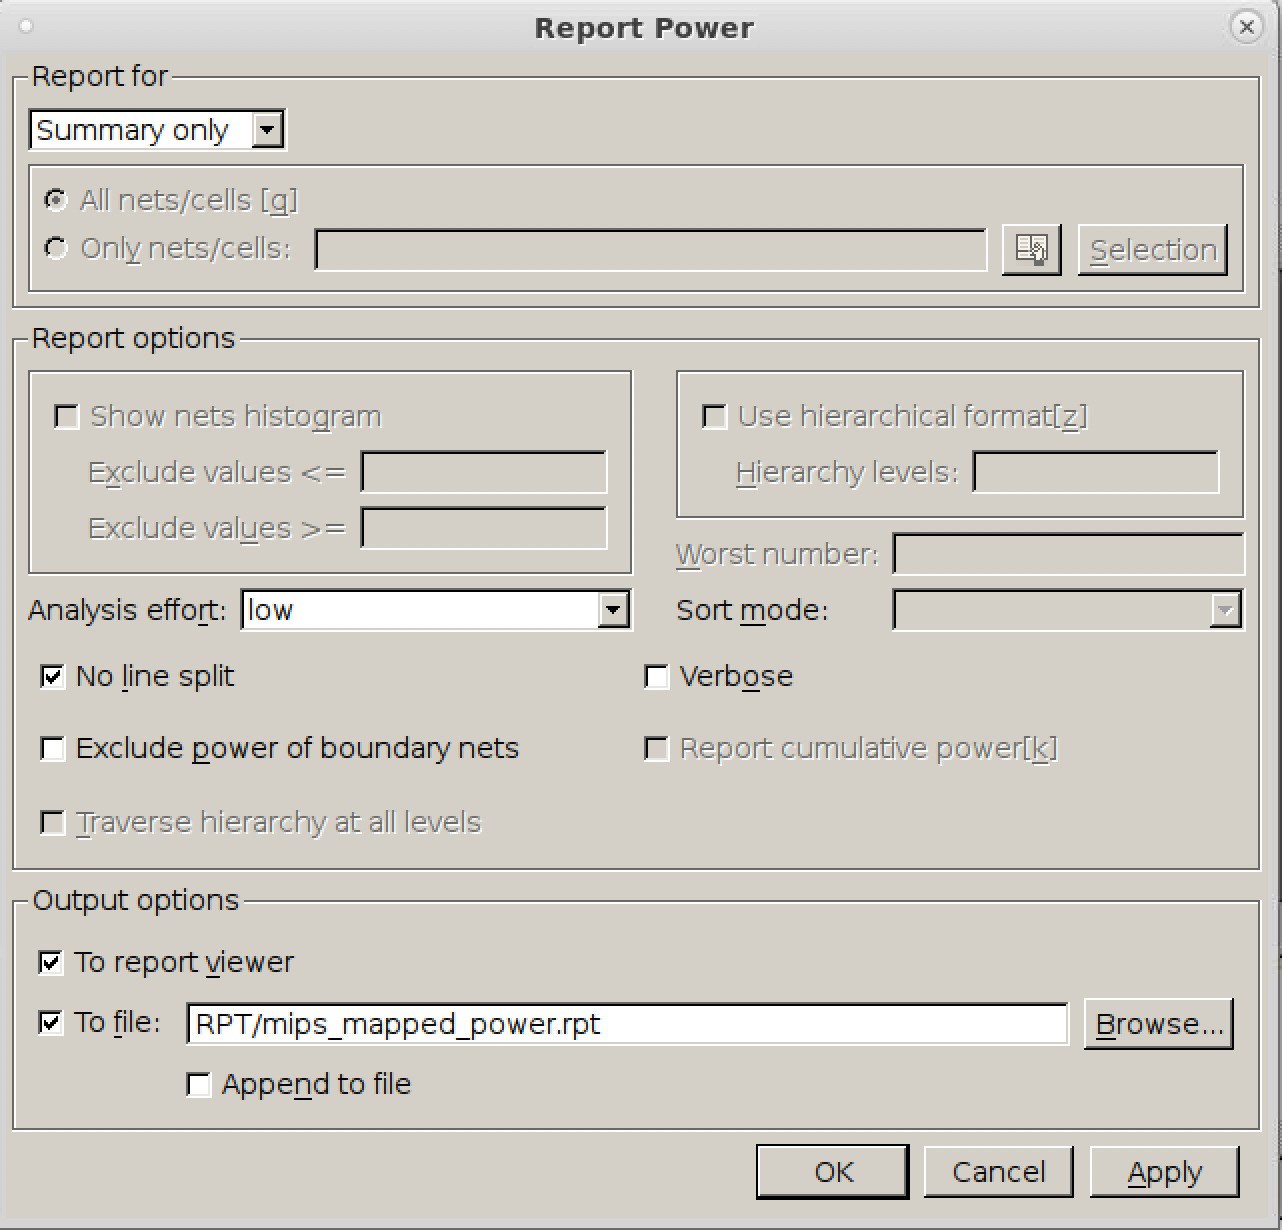 Report Power
Report for
Summary only
All nets/cells [q]
Only nets/cells:
Selection
Report options
Show nets histogram
Exclude values <=
Exclude values >=
Use hierarchical format[z]
Hierarchy levels:
Worst number:
Analysis effort: low
Sort mode:
No line split
Verbose
Exclude power of boundary nets
Report cumulative power[k]
Traverse hierarchy at all levels
Output options
To report viewer
To file: RPT/mips_mapped_power.rpt
Browse...
Append to file
OK Cancel Apply